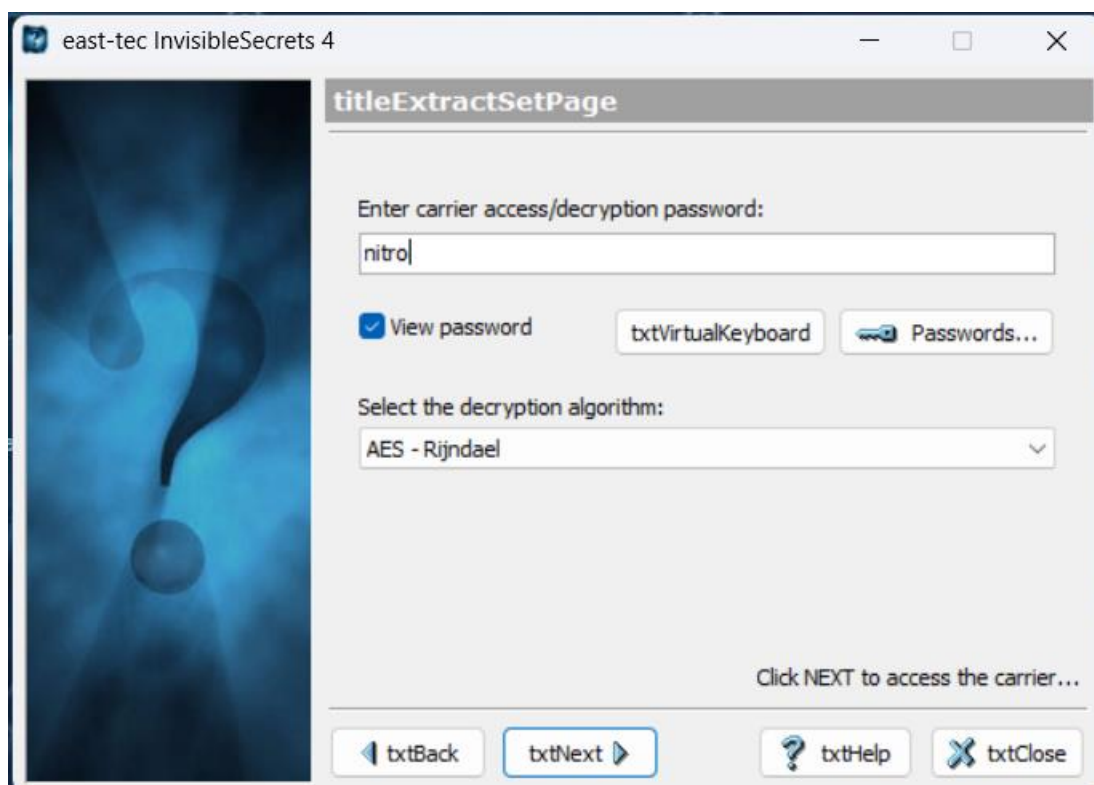 east-tec InvisibleSecrets 4
titleExtractSetPage
Enter carrier access/decryption password:
nitro
View password
txtVirtualKeyboard
Passwords...
Select the decryption algorithm:
AES - Rijndael
Click NEXT to access the carrier...
txtBack
txtNext
txtHelp
txtClose